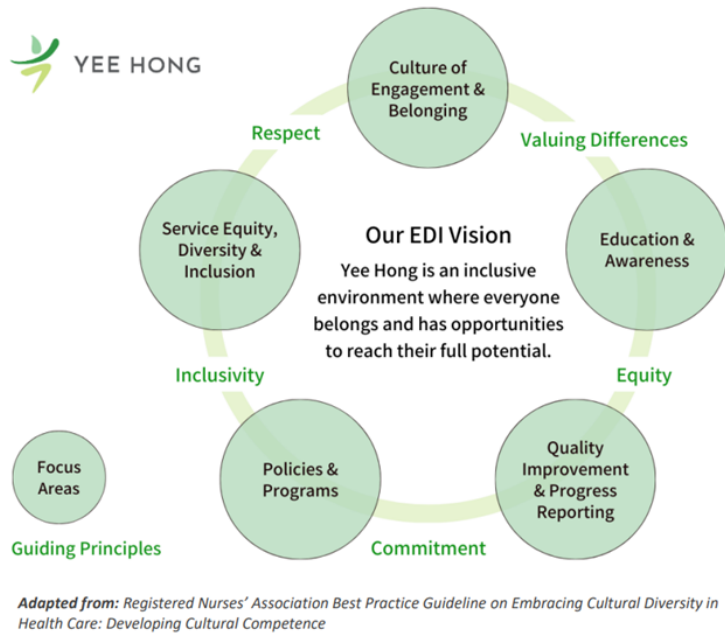 YEE HONG
Culture of
Engagement &
Belonging
Respect
Valuing Differences
Service Equity,
Diversity &
Inclusion
Our EDI Vision
Yee Hong is an inclusive
environment where everyone
belongs and has opportunities
to reach their full potential.
Education &
Awareness
Inclusivity
Equity
Focus
Areas
Policies &
Programs
Quality
Improvement
& Progress
Reporting
Guiding Principles
Commitment
Adapted from: Registered Nurses’ Association Best Practice Guideline on Embracing Cultural Diversity in
Health Care: Developing Cultural Competence